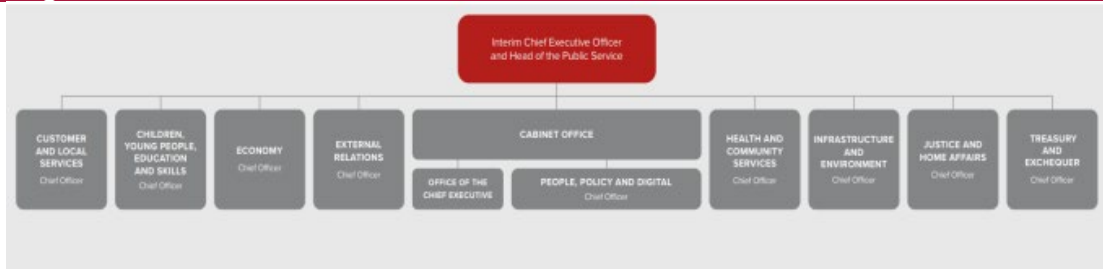 Interim Chief Executive Officer
and Head of the Public Service
CUSTOMER
AND LOCAL
SERVICES
Chief Officer
CHILDREN,
YOUNG PEOPLE,
EDUCATION
AND SKILLS
Chief Officer
ECONOMY
Chief Officer
EXTERNAL
RELATIONS
Chief Officer
CABINET OFFICE
OFFICE OF THE
CHIEF EXECUTIVE
PEOPLE, POLICY AND DIGITAL
Chief Officer
HEALTH AND
COMMUNITY
SERVICES
Chief Officer
INFRASTRUCTURE
AND
ENVIRONMENT
Chief Officer
JUSTICE AND
HOME AFFAIRS
Chief Officer
TREASURY
AND
EXCHEQUER
Chief Officer